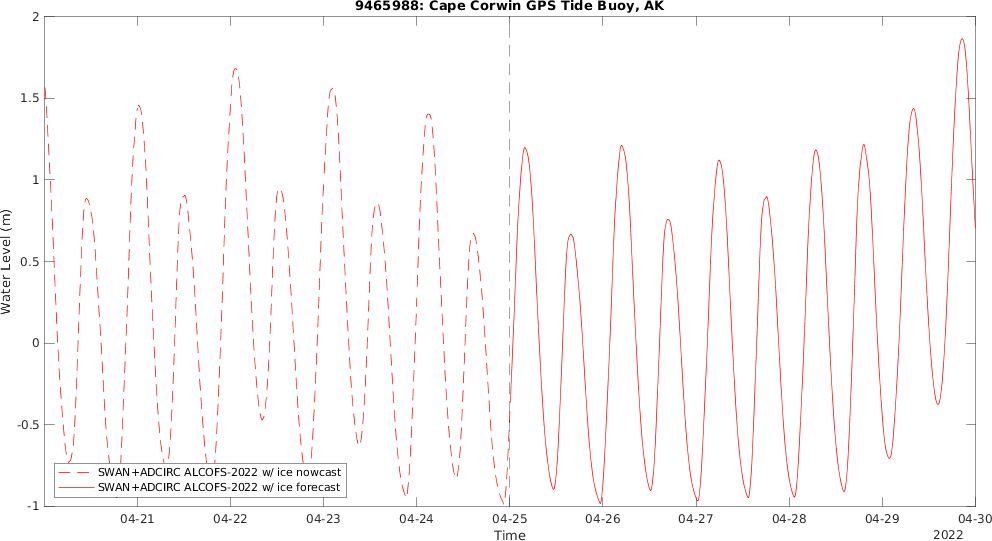 9465988: Cape Corwin GPS Tide Buoy, AK
2
1.5
1
0.5
0
-0.5
-1
Water Level (m)
SWAN+ADCIRC ALCOFS-2022 w/ ice nowcast
SWAN+ADCIRC ALCOFS-2022 w/ ice forecast
04-21 04-22 04-23 04-24 04-25 04-26 04-27 04-28 04-29 04-30
Time
2022